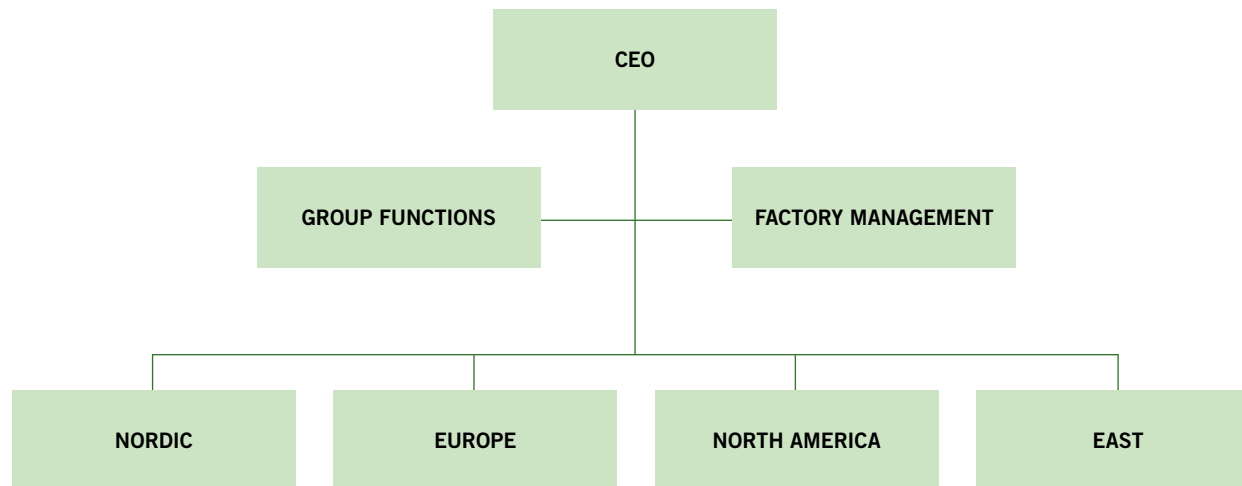 CEO
GROUP FUNCTIONS
FACTORY MANAGEMENT
NORDIC
EUROPE
NORTH AMERICA
EAST